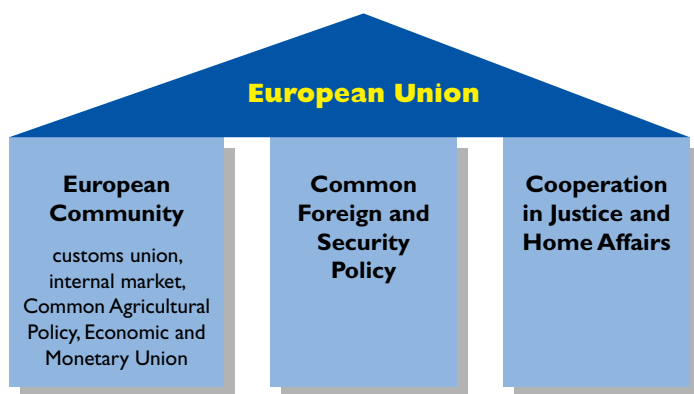 European Union
European
Community
customs union,
internal market,
Common Agricultural
Policy, Economic and
Monetary Union
Common
Foreign and
Security
Policy
Cooperation
in Justice and
Home Affairs